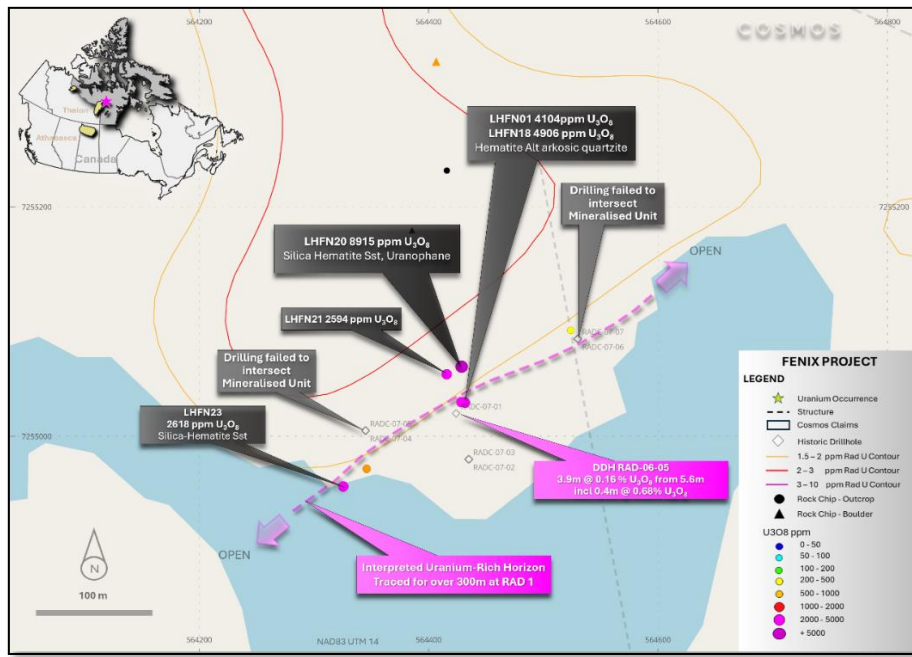 564200
564400
564600
564800
COSMOS
Thelon
Athabasca
Canada
LHFN01 4104ppm U₃O₈
LHFN18 4906 ppm U₃O₈
Hematite Alt arkosic quartzite
Drilling failed to
intersect
Mineralised Unit
7255200
7255200
LHFN20 8915 ppm U₃O₈
Silica Hematite Sst, Uranophane
OPEN
LHFN21 2594 ppm U₃O₈
RADC-07-07
RADC-07-06
Drilling failed to
intersect
Mineralised Unit
LHFN23
2618 ppm U₃O₈
Silica-Hematite Sst
DC-07-01
7255000
RADC-07-04
RADC-07-03
RADC-07-02
DDH RAD-06-05
3.9m @ 0.16 % U₃O₈ from 5.6m
incl 0.4m @ 0.68% U₃O₈
OPEN
Interpreted Uranium-Rich Horizon
Traced for over 300m at RAD 1
N
100 m
NAD83 UTM 14
564200
564400
564600
FENIX PROJECT
LEGEND
Uranium Occurrence
Structure
Cosmos Claims
Historic Drillhole
1.5 – 2 ppm Rad U Contour
2 – 3 ppm Rad U Contour
3 – 10 ppm Rad U Contour
Rock Chip - Outcrop
Rock Chip - Boulder
U3O8 ppm
0 - 50
50 - 100
100 - 200
200 - 500
500 - 1000
1000 - 2000
2000 - 5000
+ 5000